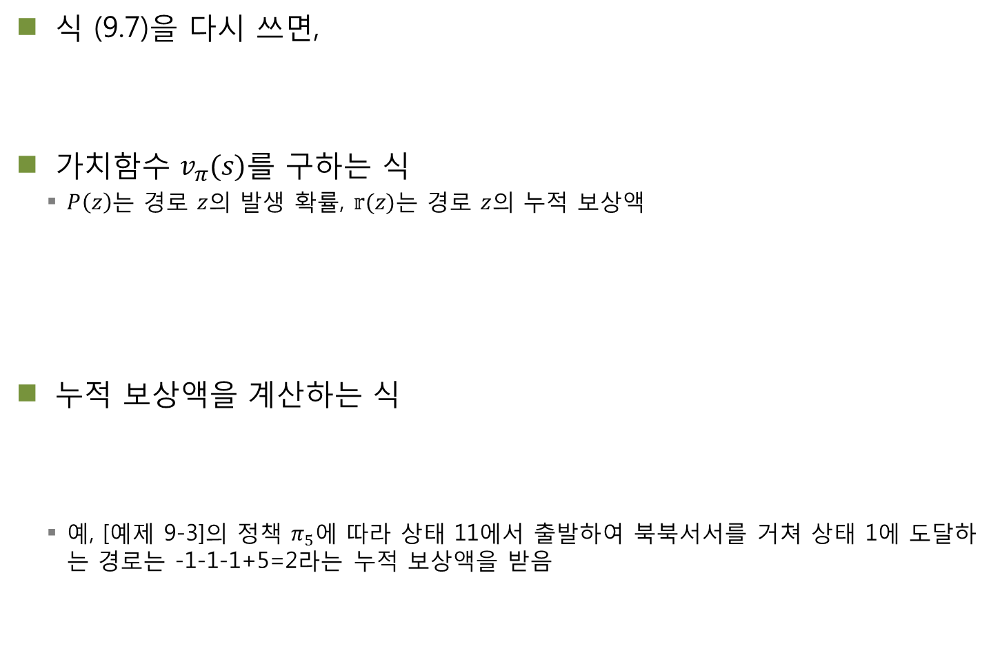 식 (9.7)을 다시 쓰면,
가치함수 𝑣𝜋(𝑠)를 구하는 식
𝑃(𝑧)는 경로 𝑧의 발생 확률, 𝕣(𝑧)는 경로 𝑧의 누적 보상액
누적 보상액을 계산하는 식
예, [예제 9-3]의 정책 𝜋5에 따라 상태 11에서 출발하여 북북서서를 거쳐 상태 1에 도달하
는 경로는 -1-1-1+5=2라는 누적 보상액을 받음